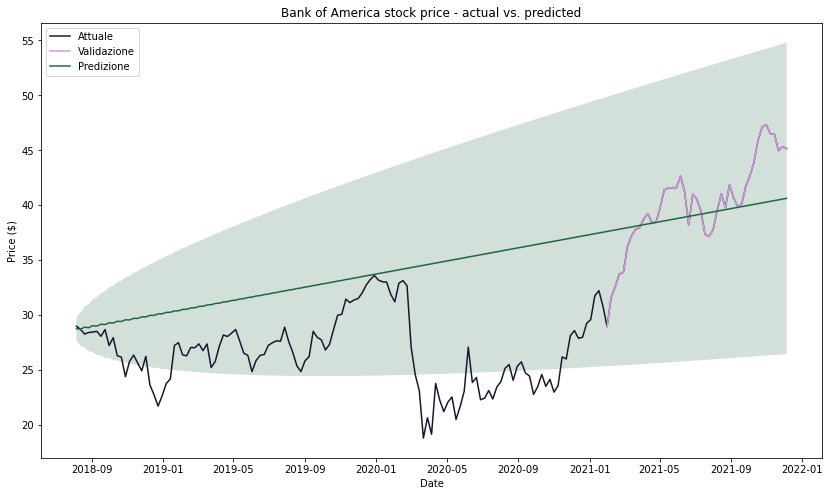 Bank of America stock price - actual vs. predicted
Attuale
Validazione
Predizione
Price ($)
55
50
45
40
35
30
25
20
2018-09 2019-01 2019-05 2019-09 2020-01 2020-05 2020-09 2021-01 2021-05 2021-09 2022-01
Date